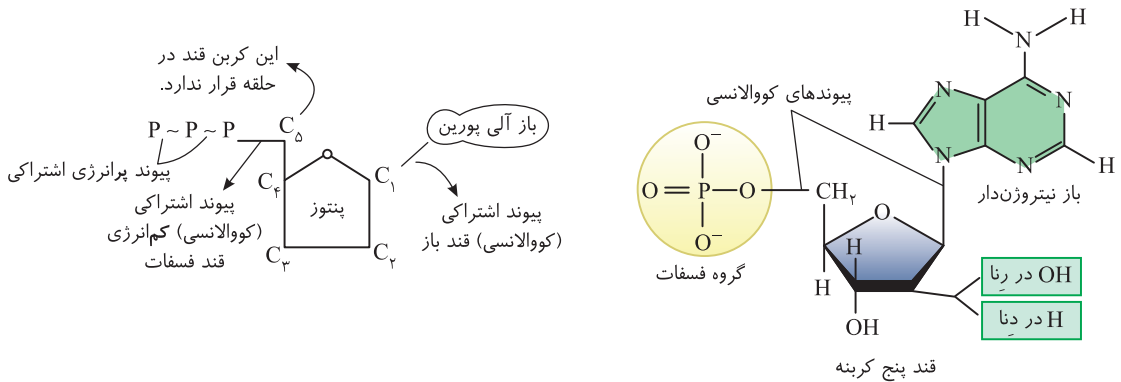 این کربن قند در
حلقه قرار ندارد.
P ~ P ~ P
C۵
باز آلی پورین
پیوند پرانرژی اشتراکی
C۴
C۱
پنتوز
پیوند اشتراکی
(کووالانسی) کم‌انرژی
قند فسفات
پیوند اشتراکی
(کووالانسی) قند باز
C۳
C۲
H
H
N
پیوندهای کووالانسی
N
N
H
N
N
H
باز نیتروژن‌دار
O⁻
O=P-O
O⁻
گروه فسفات
CH۲
O
H
H
OH
OH در رِنا
H در دِنا
قند پنج کربنه